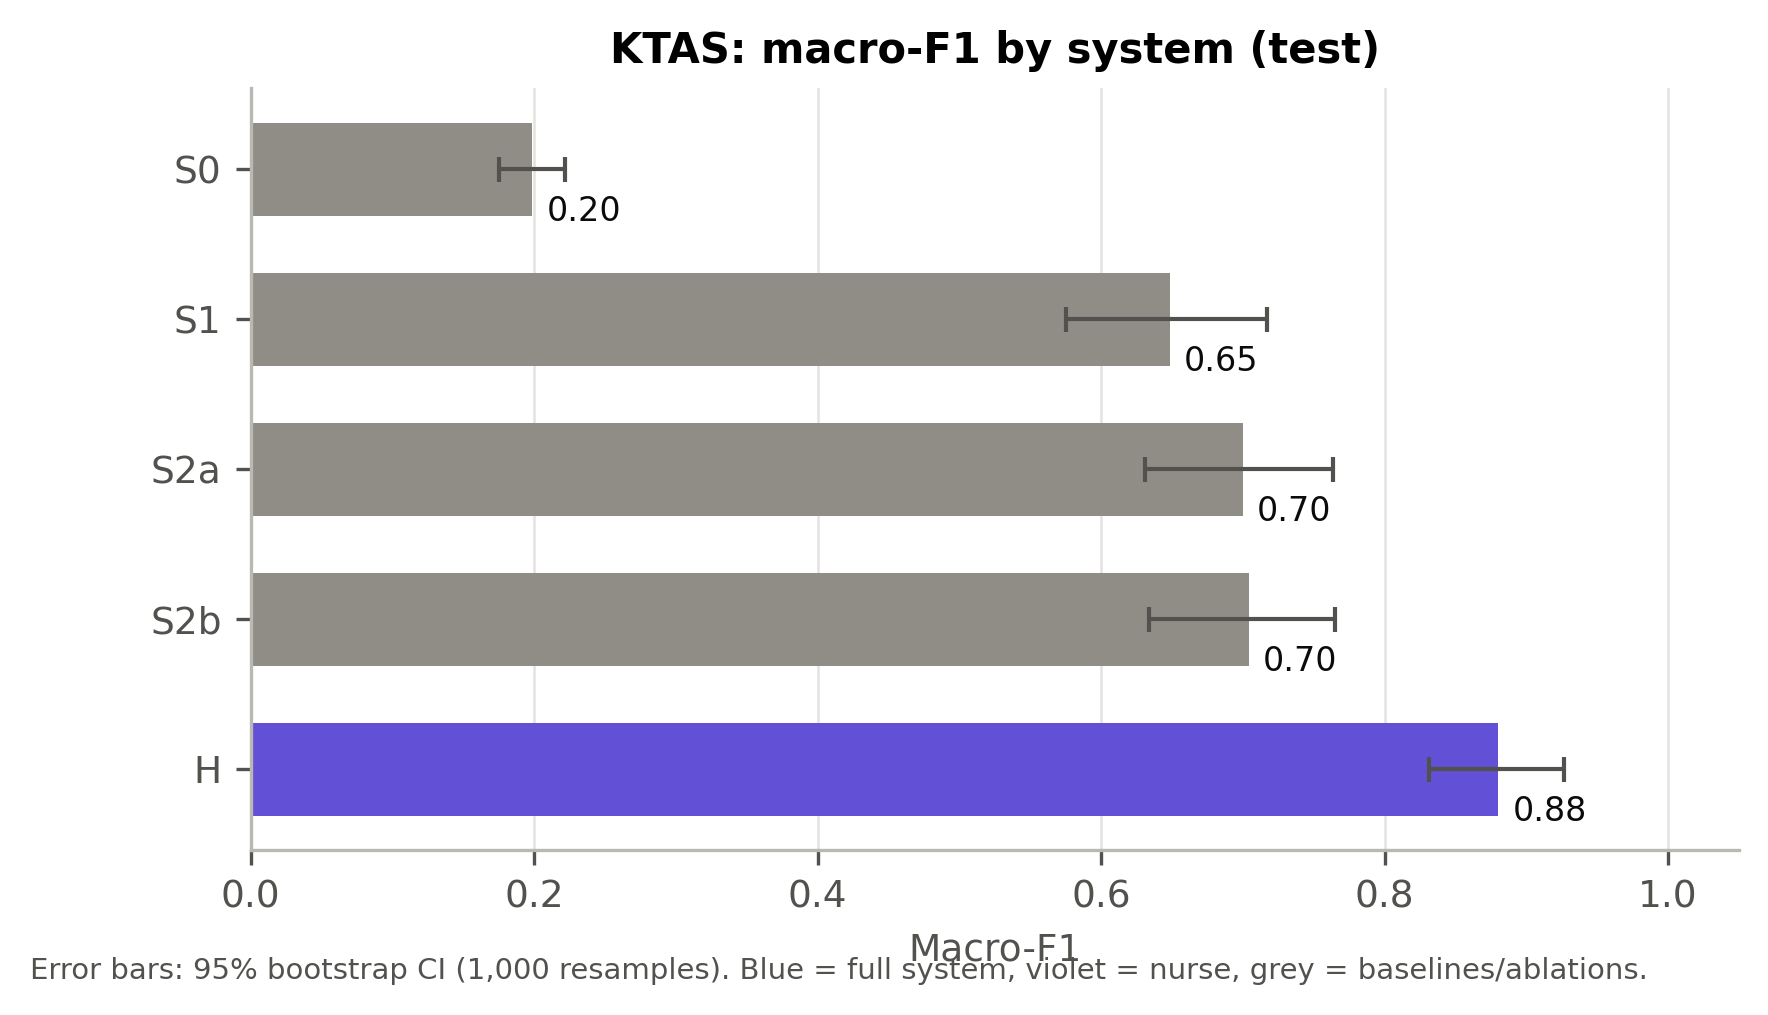 KTAS: macro-F1 by system (test)
S0
0.20
S1
0.65
S2a
0.70
S2b
0.70
H
0.88
0.0 0.2 0.4 0.6 0.8 1.0
Macro-F1
Error bars: 95% bootstrap CI (1,000 resamples). Blue = full system, violet = nurse, grey = baselines/ablations.